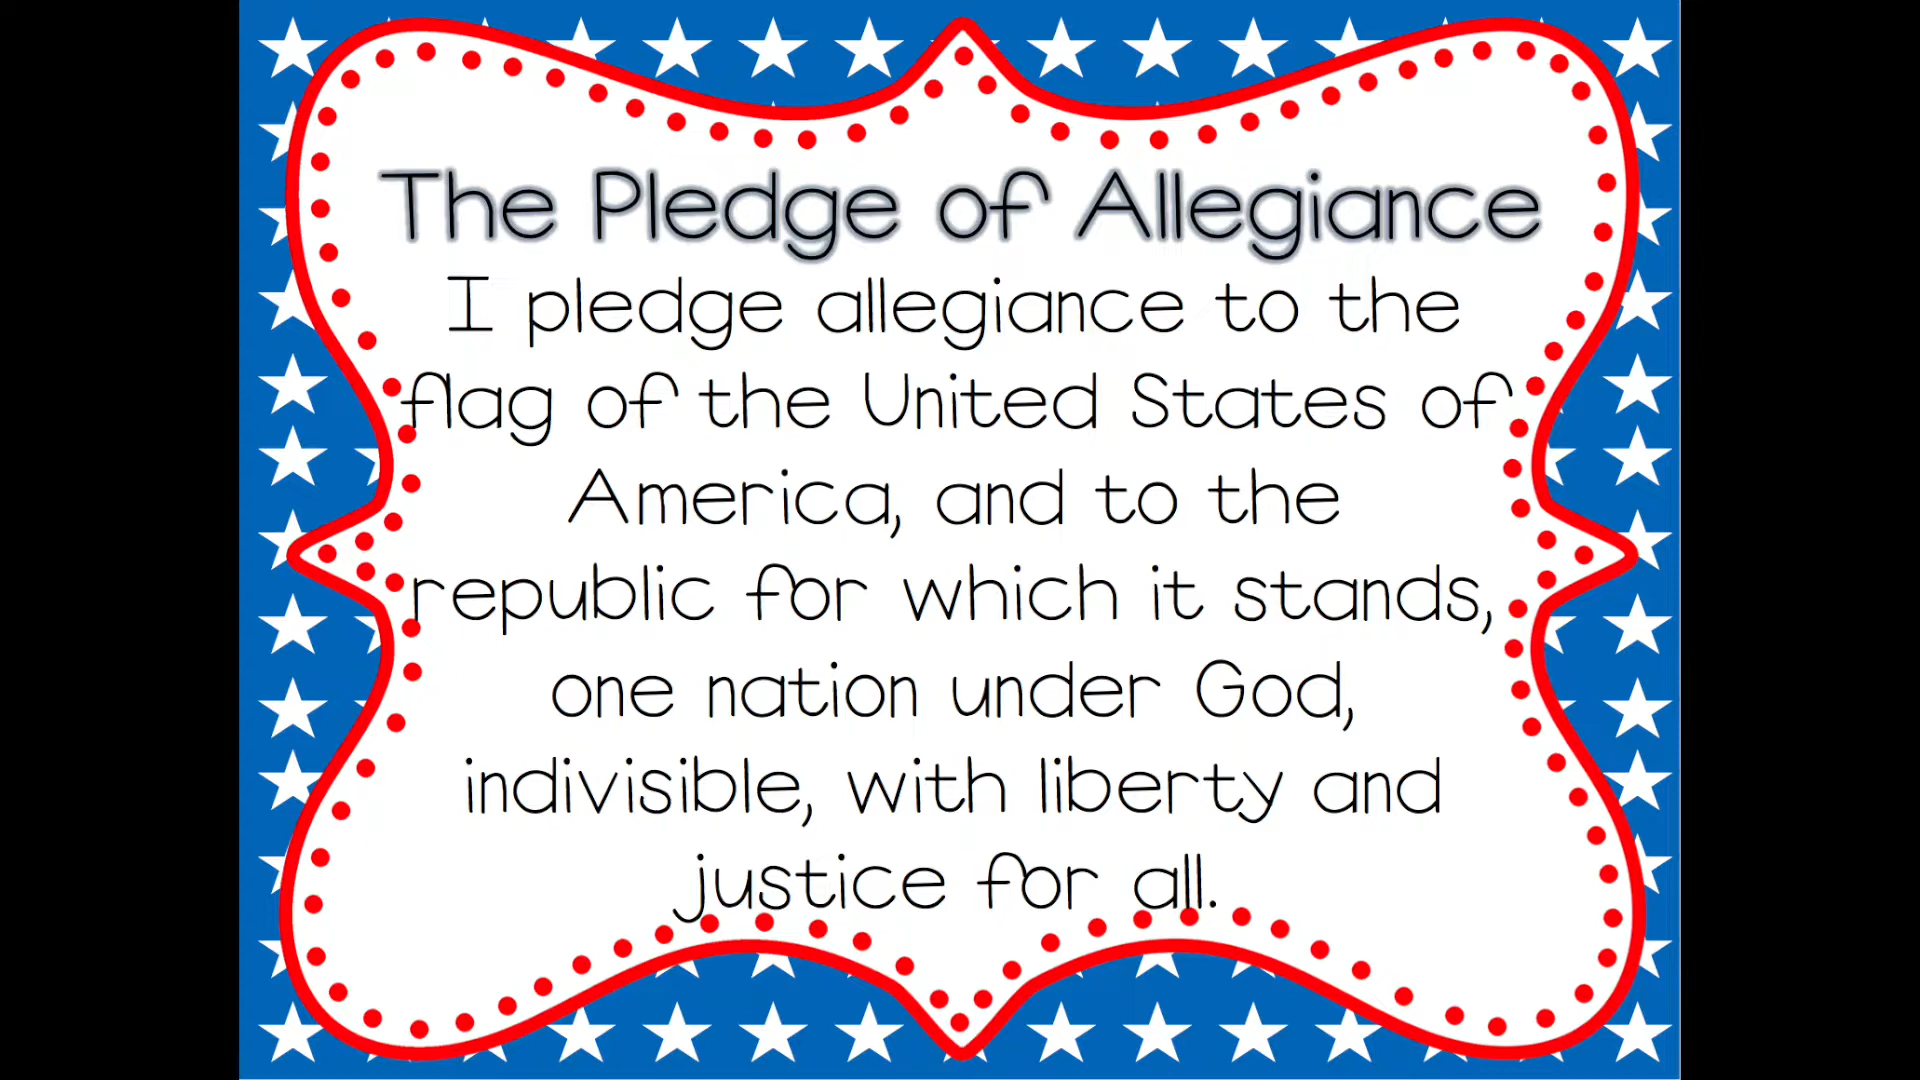 The Pledge of Allegiance
I pledge allegiance to the
flag of the United States of
America, and to the
republic for which it stands,
one nation under God,
indivisible, with liberty and
justice for all.